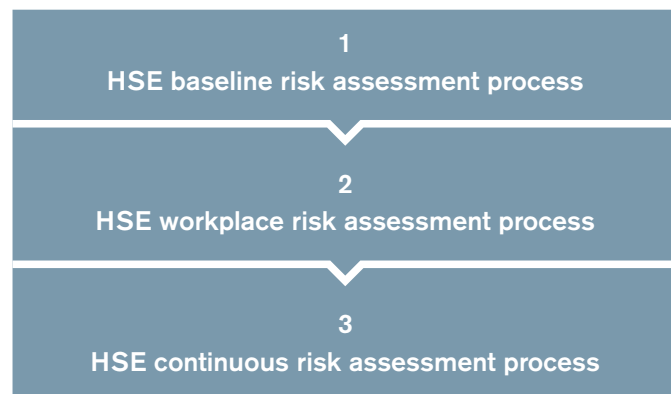 1
HSE baseline risk assessment process
2
HSE workplace risk assessment process
3
HSE continuous risk assessment process